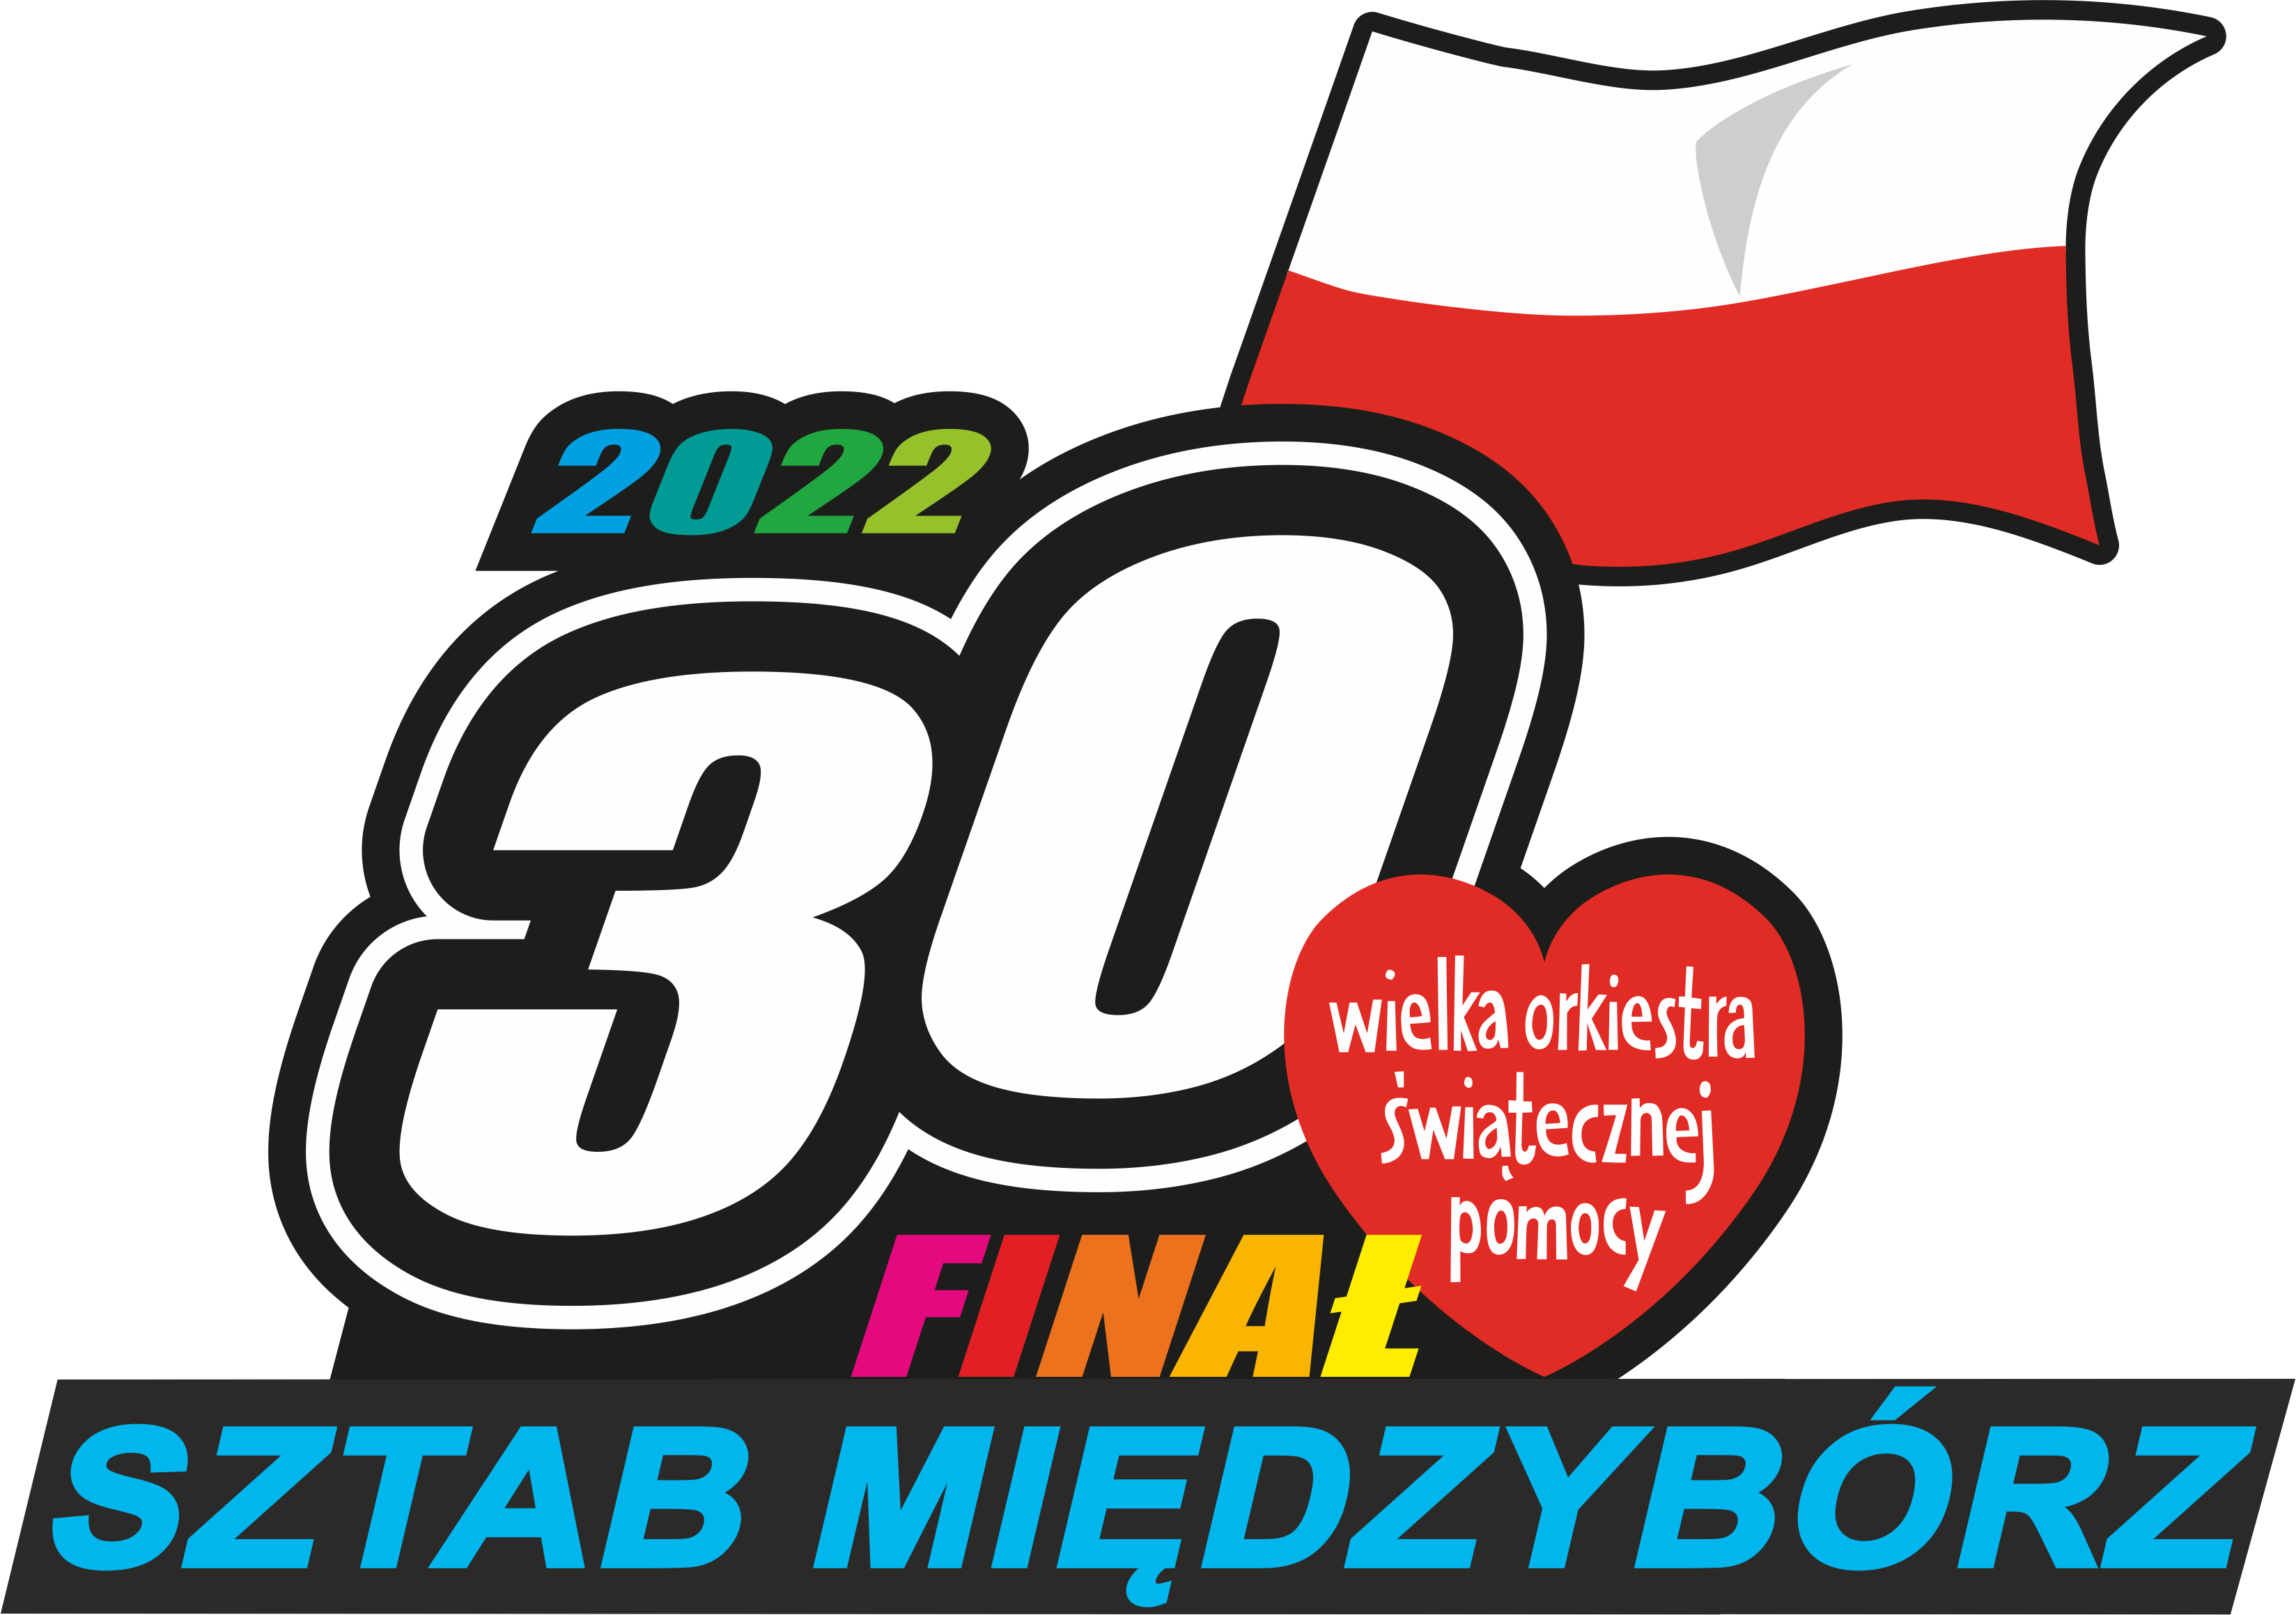 2022
30
wielka orkiestra
świątecznej
pomocy
FINAŁ
SZTAB MIĘDZYBÓRZ